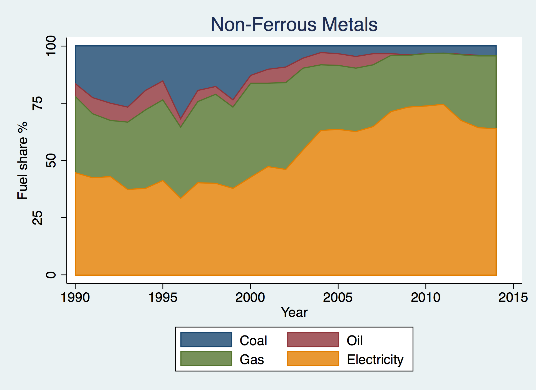 Non-Ferrous Metals
Fuel share %
100
75
50
25
0
1990 1995 2000 2005 2010 2015
Year
Coal Oil
Gas Electricity